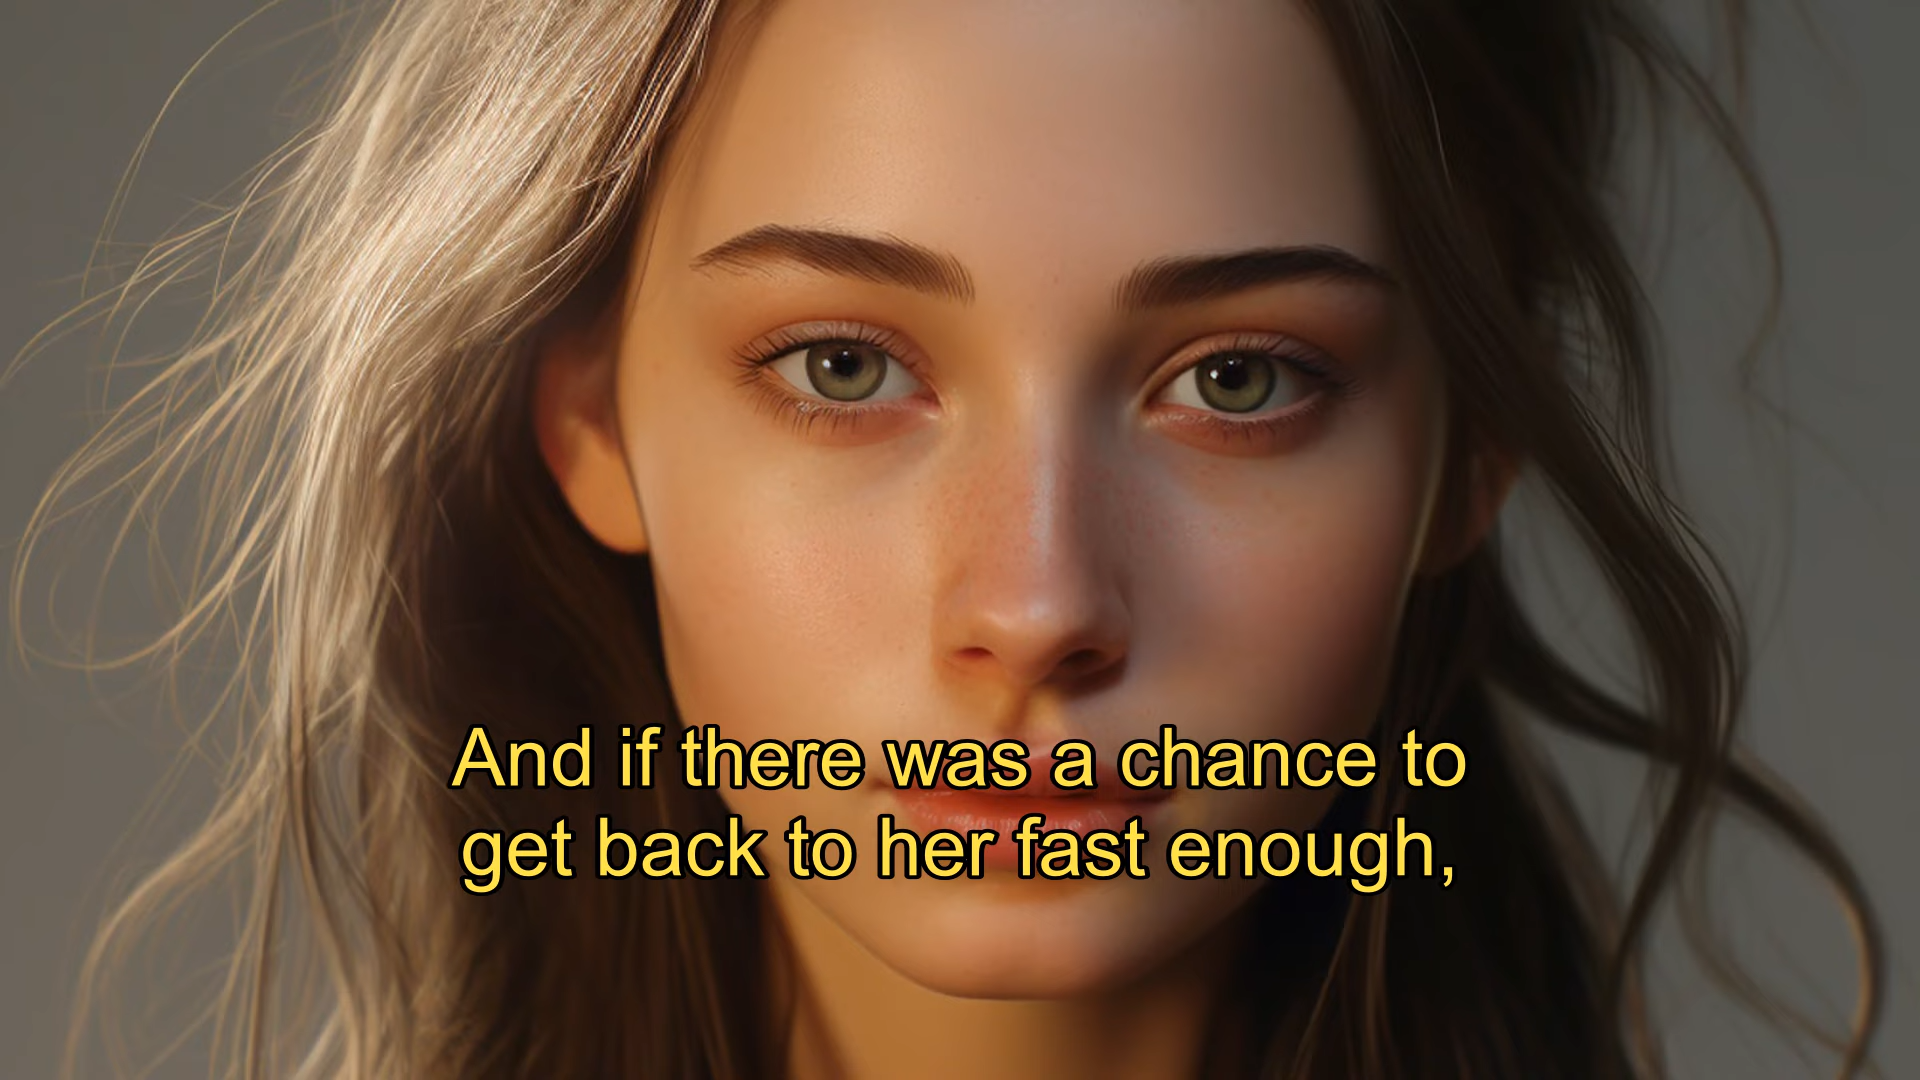 And if there was a chance to
get back to her fast enough,